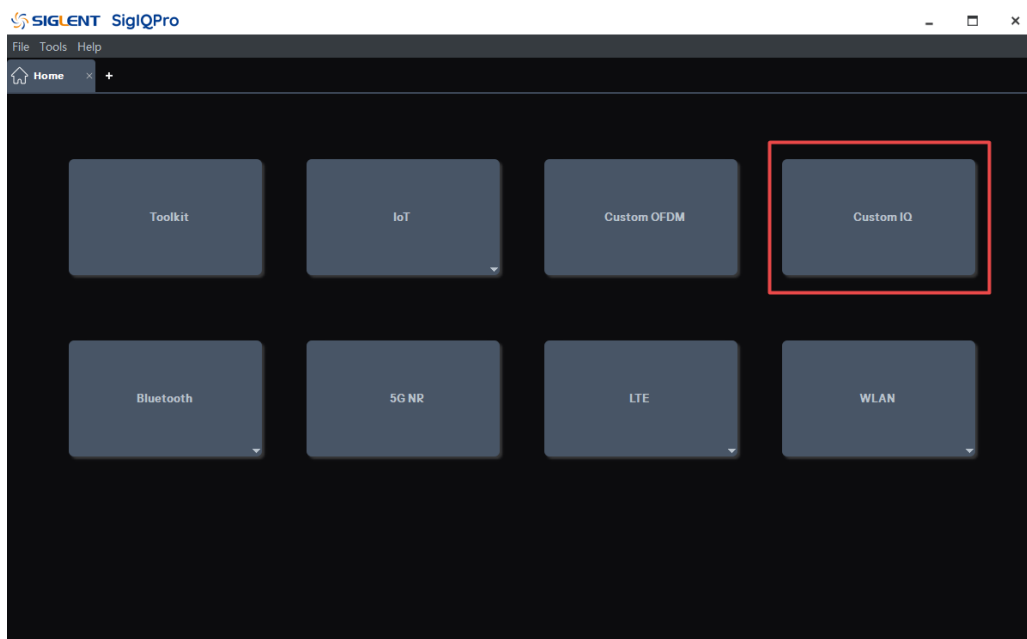 SIGLENT SigIQPro
File Tools Help
Home × +
Toolkit
IoT
Custom OFDM
Custom IQ
Bluetooth
5G NR
LTE
WLAN